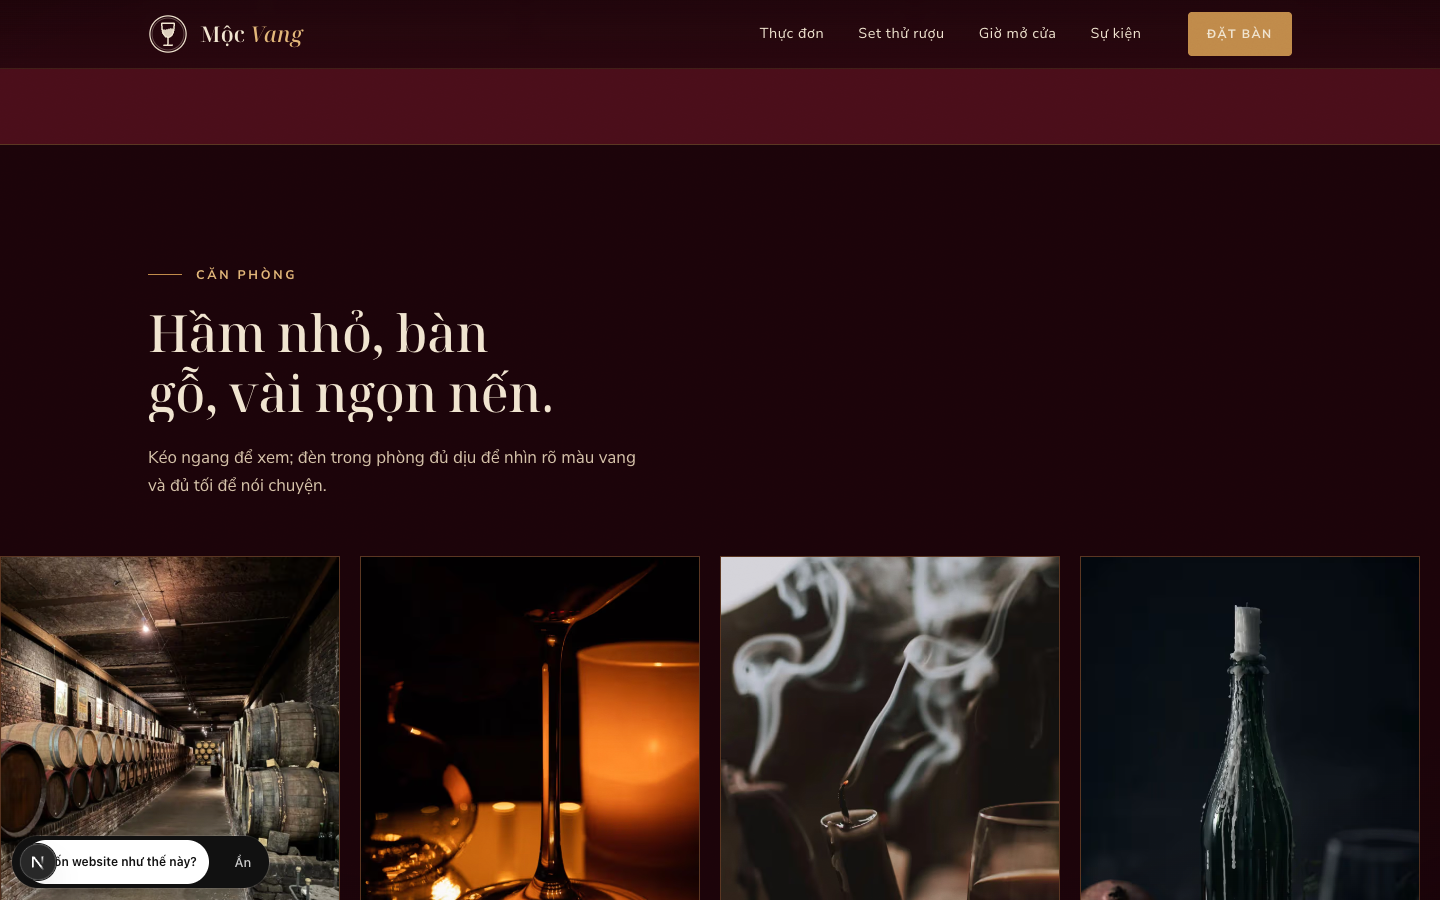 Mộc Vang
Thực đơn
Set thử rượu
Giờ mở cửa
Sự kiện
ĐẶT BÀN
CĂN PHÒNG
Hầm nhỏ, bàn
gỗ, vài ngọn nến.
Kéo ngang để xem; đèn trong phòng đủ dịu để nhìn rõ màu vang
và đủ tối để nói chuyện.
website như thế này?
Ẩn